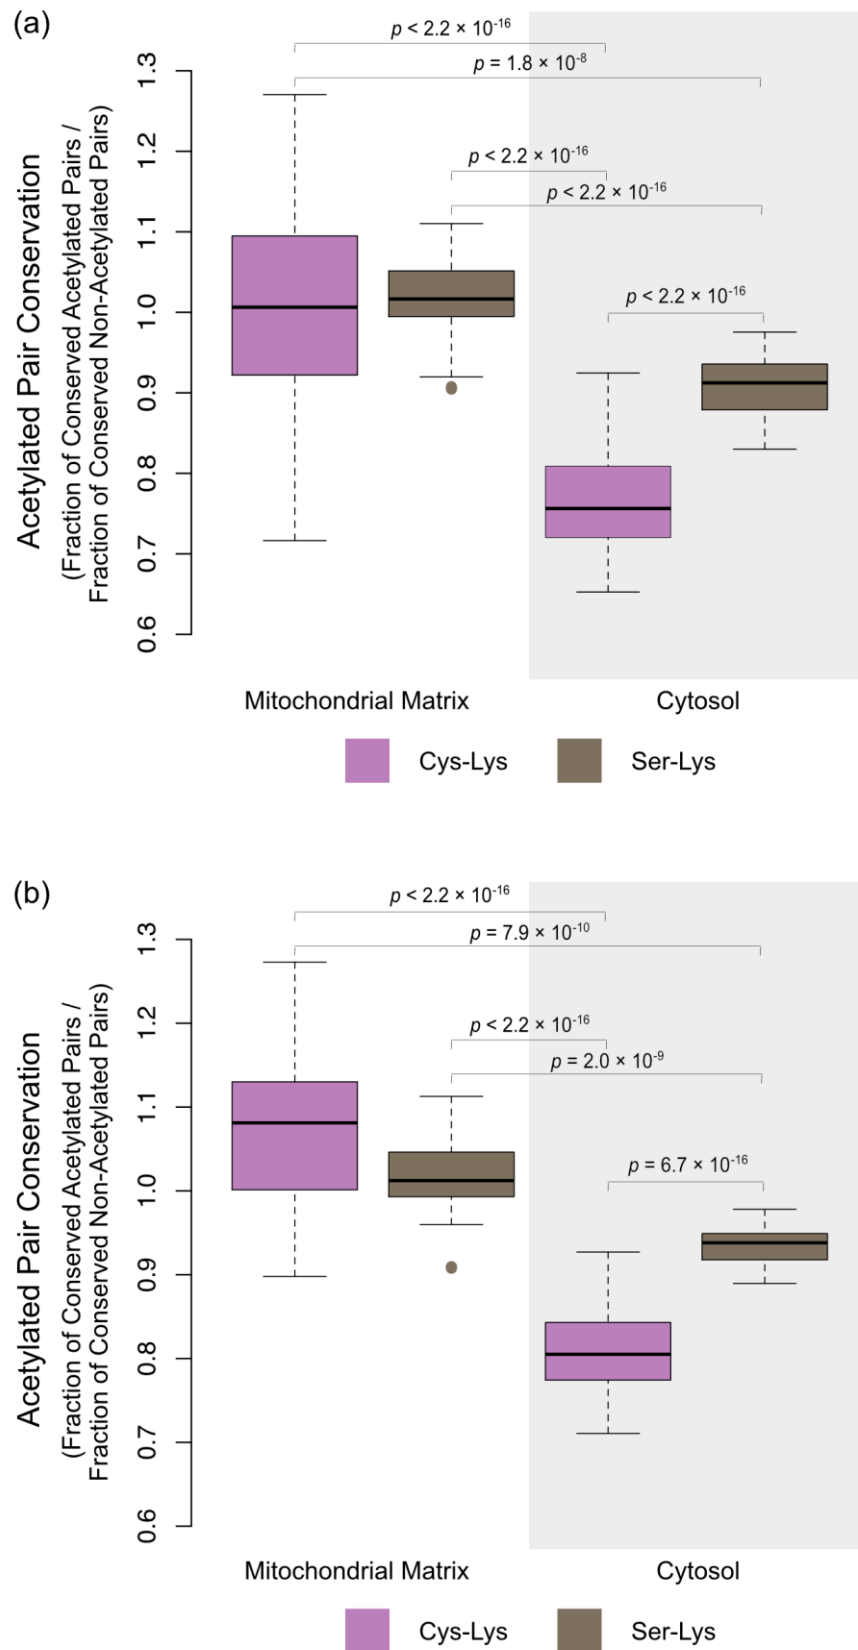 (a)
p < 2.2 × 10⁻¹⁶
p = 1.8 × 10⁻⁸
p < 2.2 × 10⁻¹⁶
p < 2.2 × 10⁻¹⁶
p < 2.2 × 10⁻¹⁶
Acetylated Pair Conservation
(Fraction of Conserved Acetylated Pairs /
Fraction of Conserved Non-Acetylated Pairs)
1.3
1.2
1.1
1.0
0.9
0.8
0.7
0.6
Mitochondrial Matrix
Cytosol
Cys-Lys
Ser-Lys
(b)
p < 2.2 × 10⁻¹⁶
p = 7.9 × 10⁻¹⁰
p < 2.2 × 10⁻¹⁶
p = 2.0 × 10⁻⁹
p = 6.7 × 10⁻¹⁶
Acetylated Pair Conservation
(Fraction of Conserved Acetylated Pairs /
Fraction of Conserved Non-Acetylated Pairs)
1.3
1.2
1.1
1.0
0.9
0.8
0.7
0.6
Mitochondrial Matrix
Cytosol
Cys-Lys
Ser-Lys